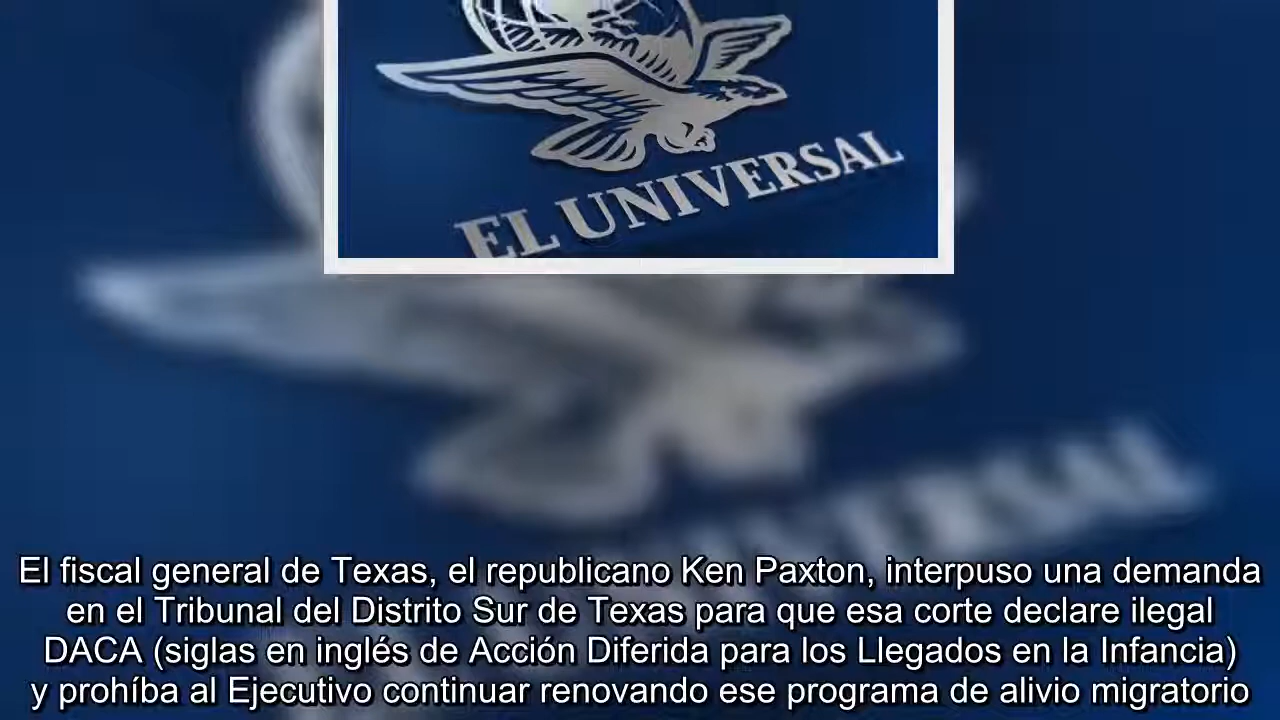 EL UNIVERSAL
El fiscal general de Texas, el republicano Ken Paxton, interpuso una demanda
en el Tribunal del Distrito Sur de Texas para que esa corte declare ilegal
DACA (siglas en inglés de Acción Diferida para los Llegados en la Infancia)
y prohíba al Ejecutivo continuar renovando ese programa de alivio migratorio